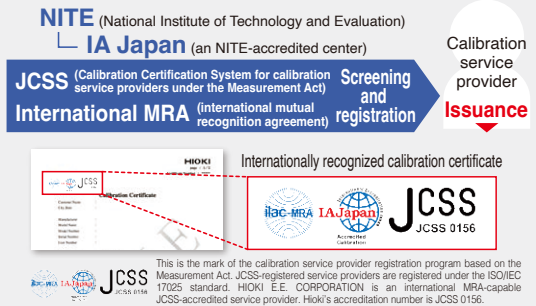 NITE (National Institute of Technology and Evaluation)
IA Japan (an NITE-accredited center)
JCSS (Calibration Certification System for calibration
service providers under the Measurement Act)
International MRA (international mutual
recognition agreement)
Screening
and
registration
Calibration
service
provider
Issuance
HIOKI
JCSS
Calibration Certificate
Internationally recognized calibration certificate
ilac-MRA
IAJapan
Accredited
Calibration
JCSS
JCSS 0156
JCSS
JCSS 0156
This is the mark of the calibration service provider registration program based on the
Measurement Act. JCSS-registered service providers are registered under the ISO/IEC
17025 standard. HIOKI E.E. CORPORATION is an international MRA-capable
JCSS-accredited service provider. Hioki's accreditation number is JCSS 0156.